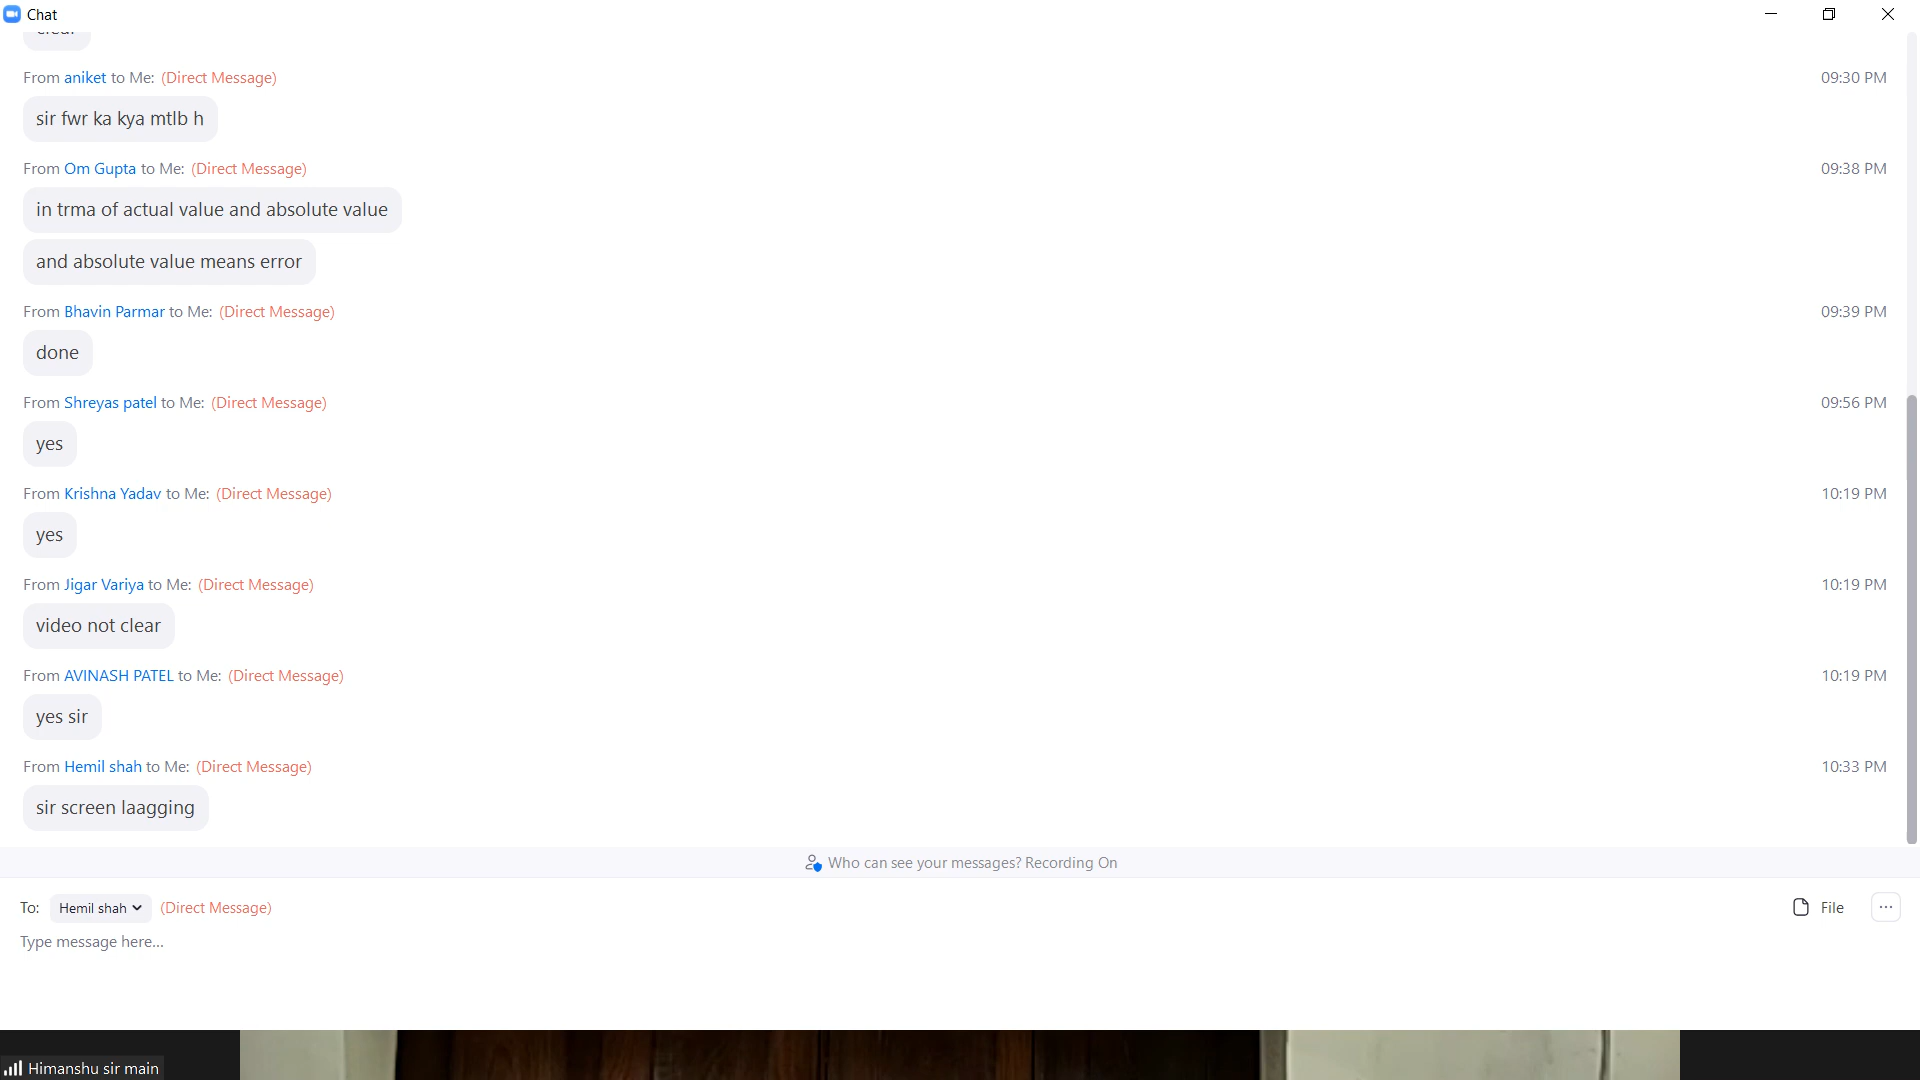 Chat
From aniket to Me: (Direct Message) 09:30 PM
sir fwr ka kya mtlb h
From Om Gupta to Me: (Direct Message) 09:38 PM
in trma of actual value and absolute value
and absolute value means error
From Bhavin Parmar to Me: (Direct Message) 09:39 PM
done
From Shreyas patel to Me: (Direct Message) 09:56 PM
yes
From Krishna Yadav to Me: (Direct Message) 10:19 PM
yes
From Jigar Variya to Me: (Direct Message) 10:19 PM
video not clear
From AVINASH PATEL to Me: (Direct Message) 10:19 PM
yes sir
From Hemil shah to Me: (Direct Message) 10:33 PM
sir screen laagging
Who can see your messages? Recording On
To: Hemil shah (Direct Message) File
Type message here...
Himanshu sir main